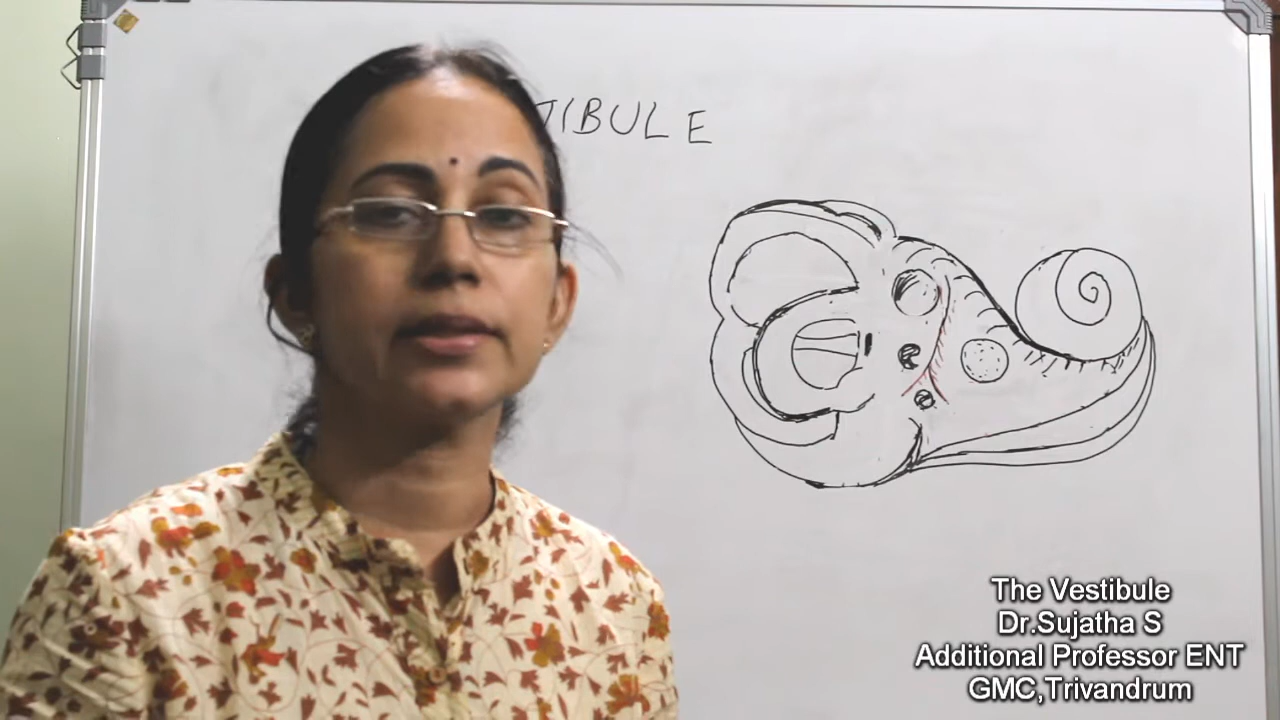 TIBULE
The Vestibule
Dr.Sujatha S
Additional Professor ENT
GMC,Trivandrum